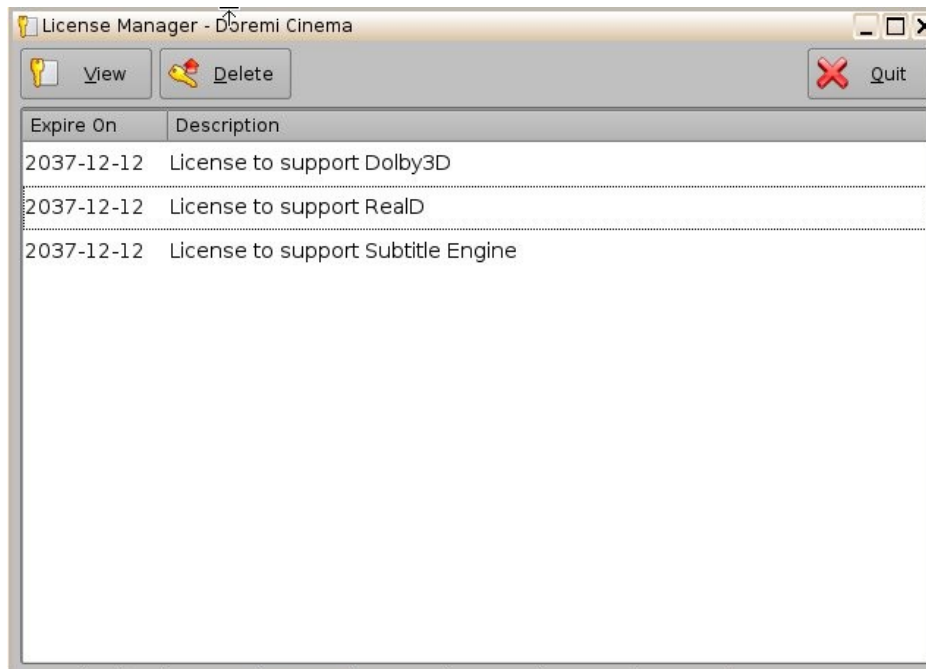 License Manager - Doremi Cinema
View Delete Quit
Expire On Description
2037-12-12 License to support Dolby3D
2037-12-12 License to support RealD
2037-12-12 License to support Subtitle Engine